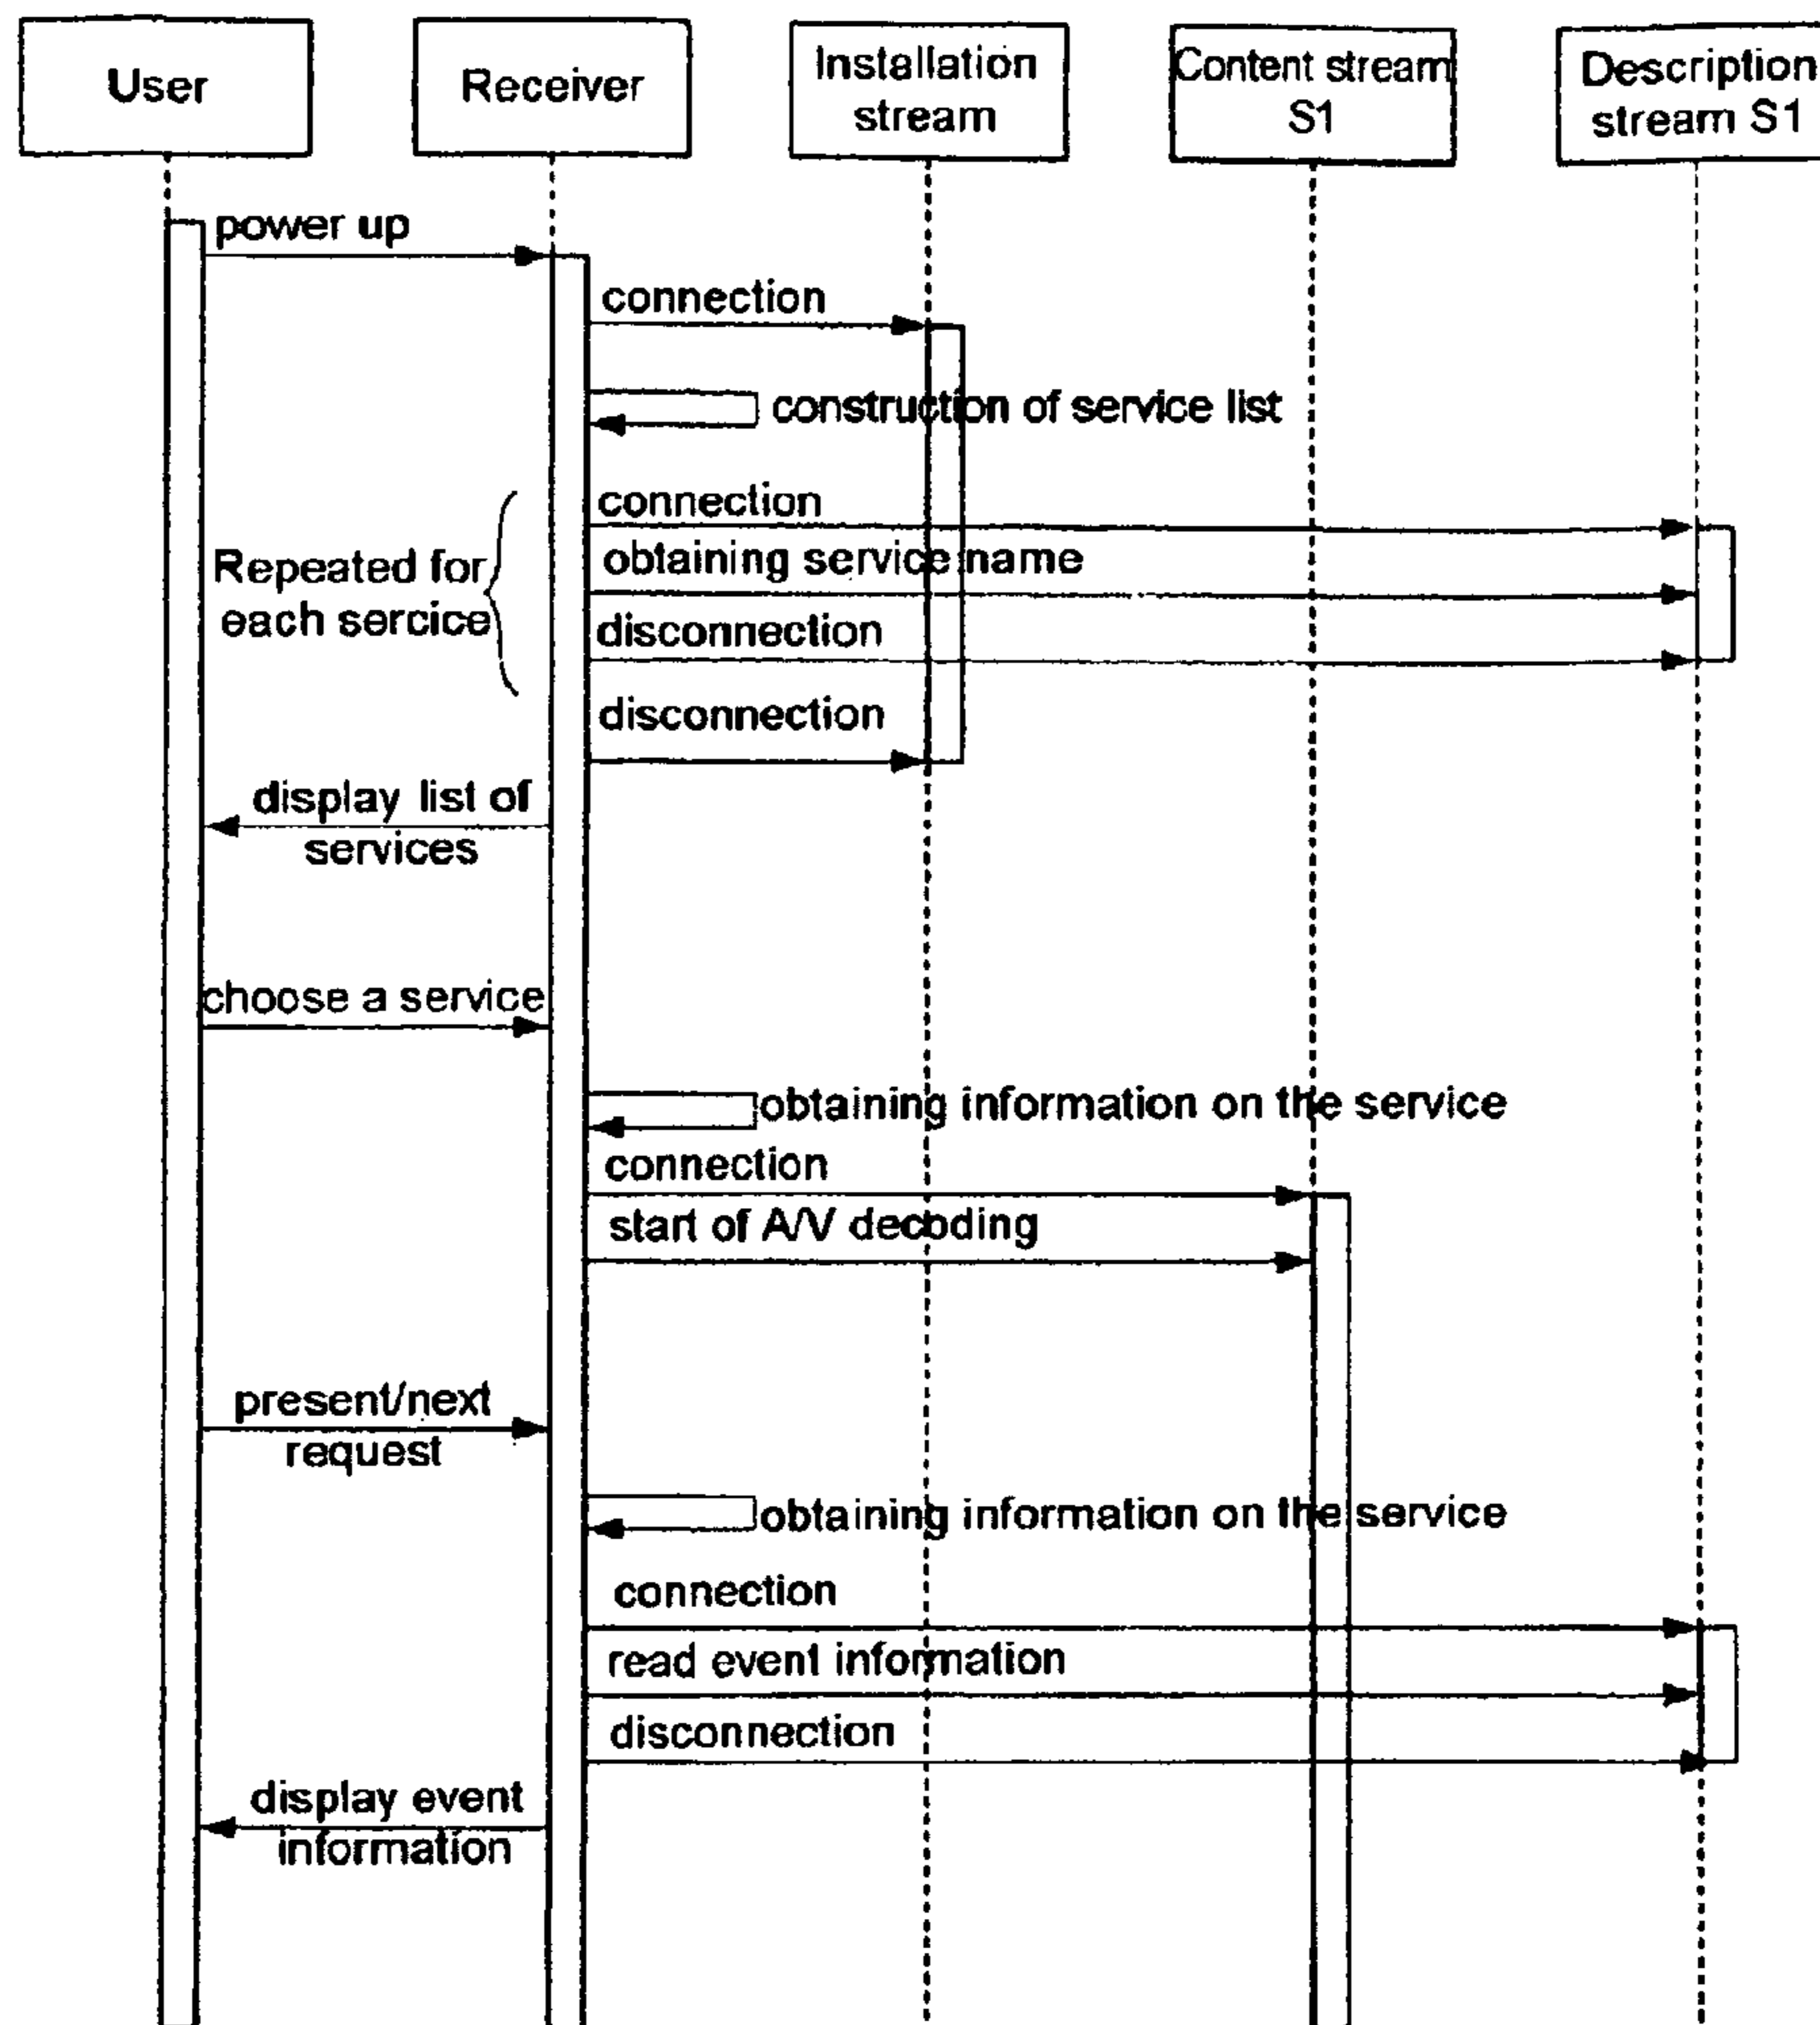 User
Receiver
Installation
stream
Content stream
S1
Description
stream S1
power up
connection
construction of service list
connection
Repeated for
each sercice
obtaining service name
disconnection
disconnection
display list of
services
choose a service
obtaining information on the service
connection
start of A/V decoding
present/next
request
obtaining information on the service
connection
read event information
disconnection
display event
information